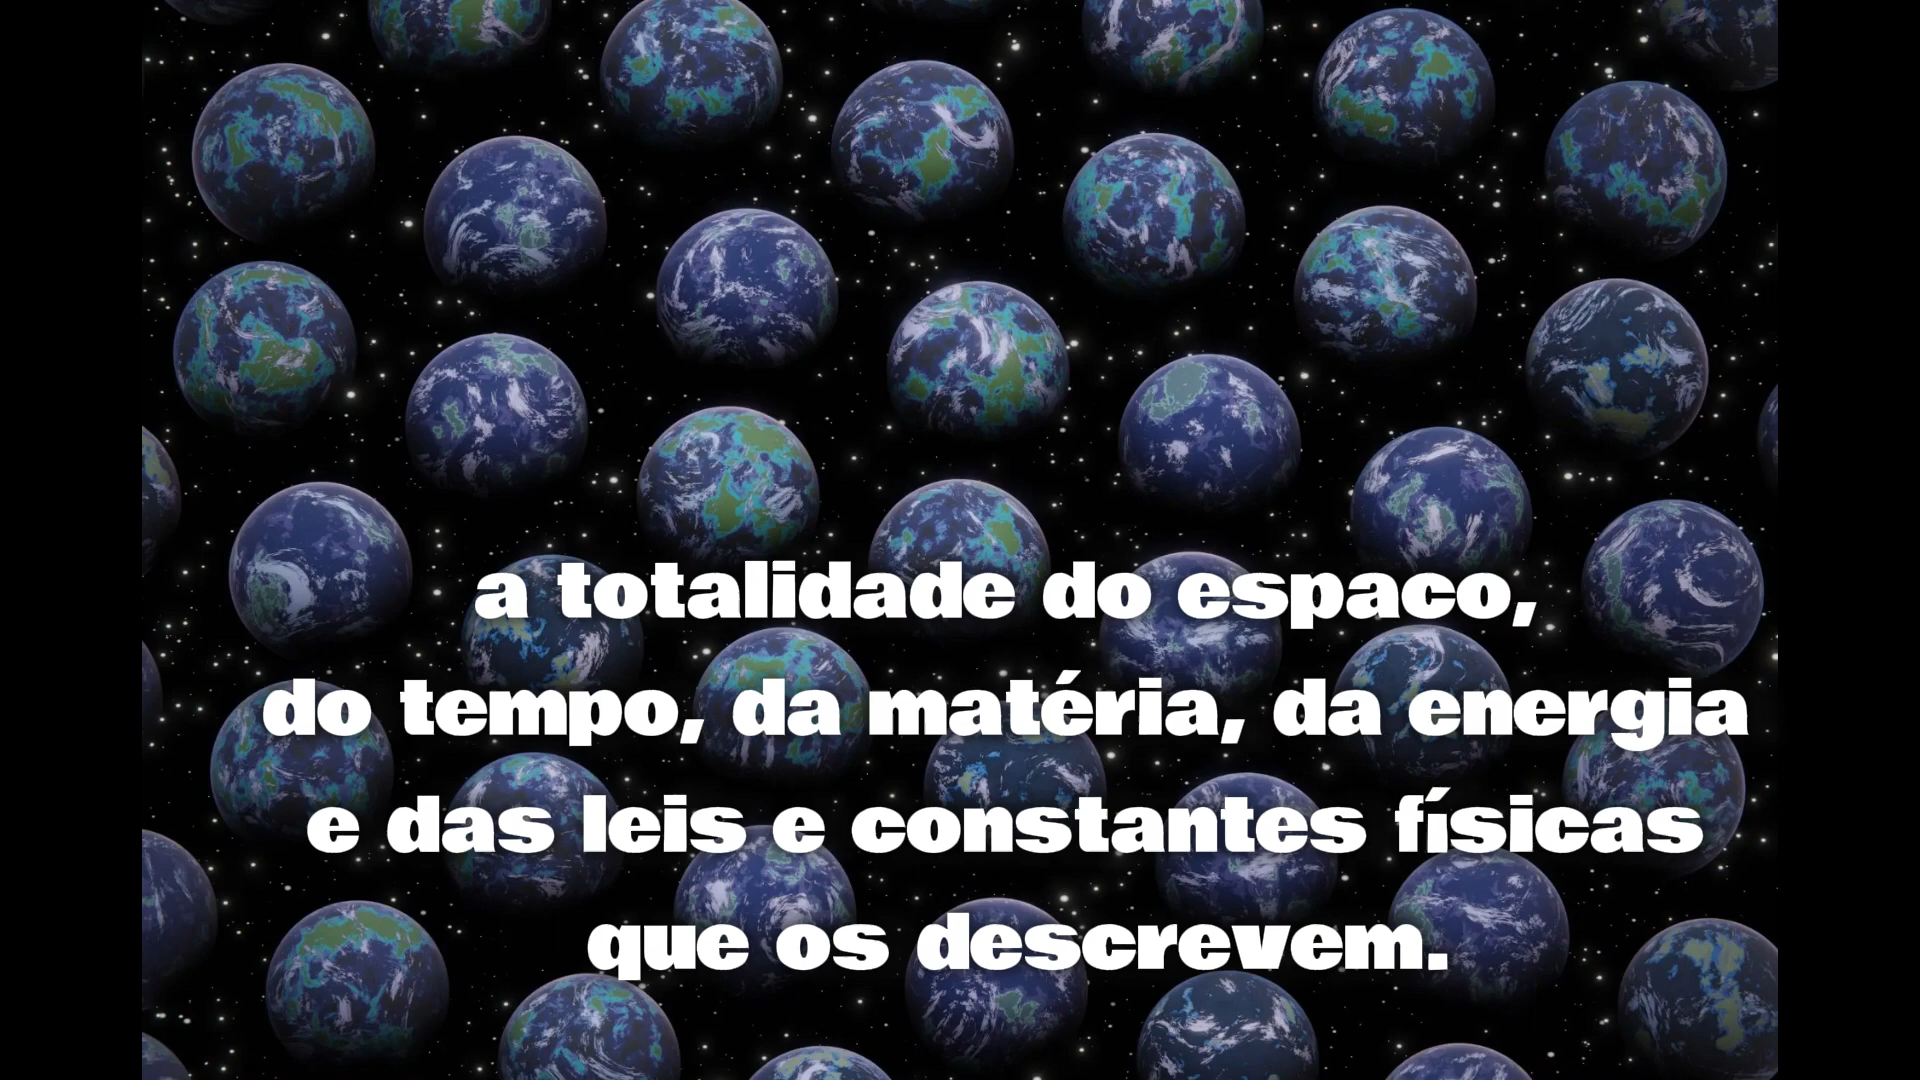 a totalidade do espaco,
do tempo, da matéria, da energia
e das leis e constantes físicas
que os descrevem.